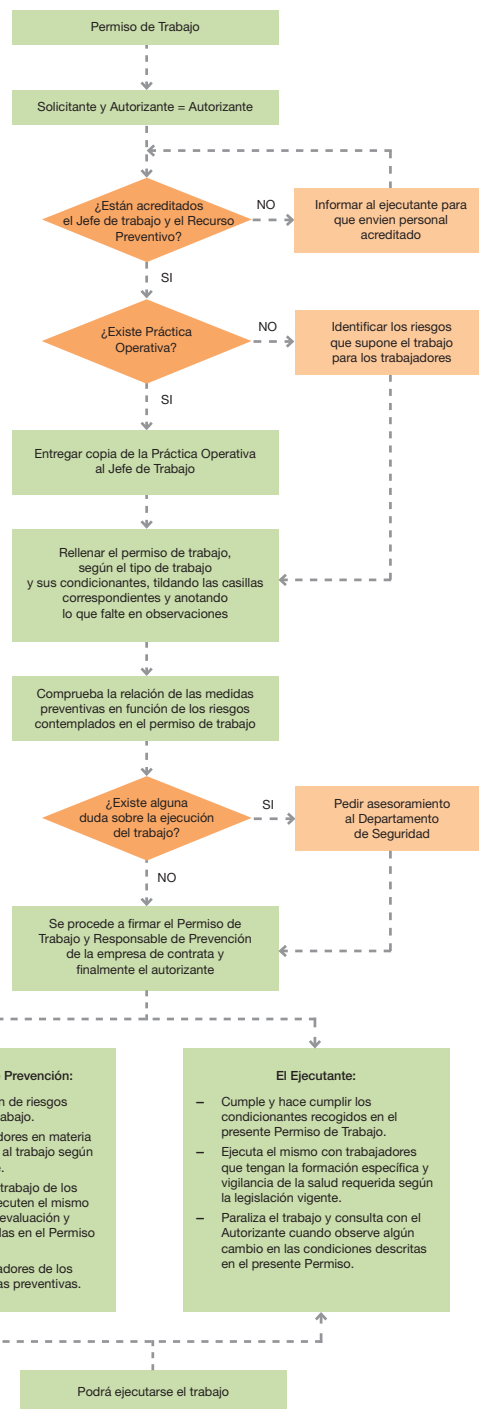 Permiso de Trabajo
Solicitante y Autorizante = Autorizante
¿Están acreditados
el Jefe de trabajo y el Recurso
Preventivo?
NO
Informar al ejecutante para
que envien personal
acreditado
SI
¿Existe Práctica
Operativa?
NO
Identificar los riesgos
que supone el trabajo
para los trabajadores
SI
Entregar copia de la Práctica Operativa
al Jefe de Trabajo
Rellenar el permiso de trabajo,
según el tipo de trabajo
y sus condicionantes, tildando las casillas
correspondientes y anotando
lo que falte en observaciones
Comprueba la relación de las medidas
preventivas en función de los riesgos
contemplados en el permiso de trabajo
¿Existe alguna
duda sobre la ejecución
del trabajo?
SI
Pedir asesoramiento
al Departamento
de Seguridad
NO
Se procede a firmar el Permiso de
Trabajo y Responsable de Prevención
de la empresa de contrata y
finalmente el autorizante
Prevención:
de riesgos
abajo.
dores en materia
al trabajo según
trabajo de los
ecuten el mismo
evaluación y
das en el Permiso
adores de los
as preventivas.
El Ejecutante:
– Cumple y hace cumplir los
condicionantes recogidos en el
presente Permiso de Trabajo.
– Ejecuta el mismo con trabajadores
que tengan la formación específica y
vigilancia de la salud requerida según
la legislación vigente.
– Paraliza el trabajo y consulta con el
Autorizante cuando observe algún
cambio en las condiciones descritas
en el presente Permiso.
Podrá ejecutarse el trabajo